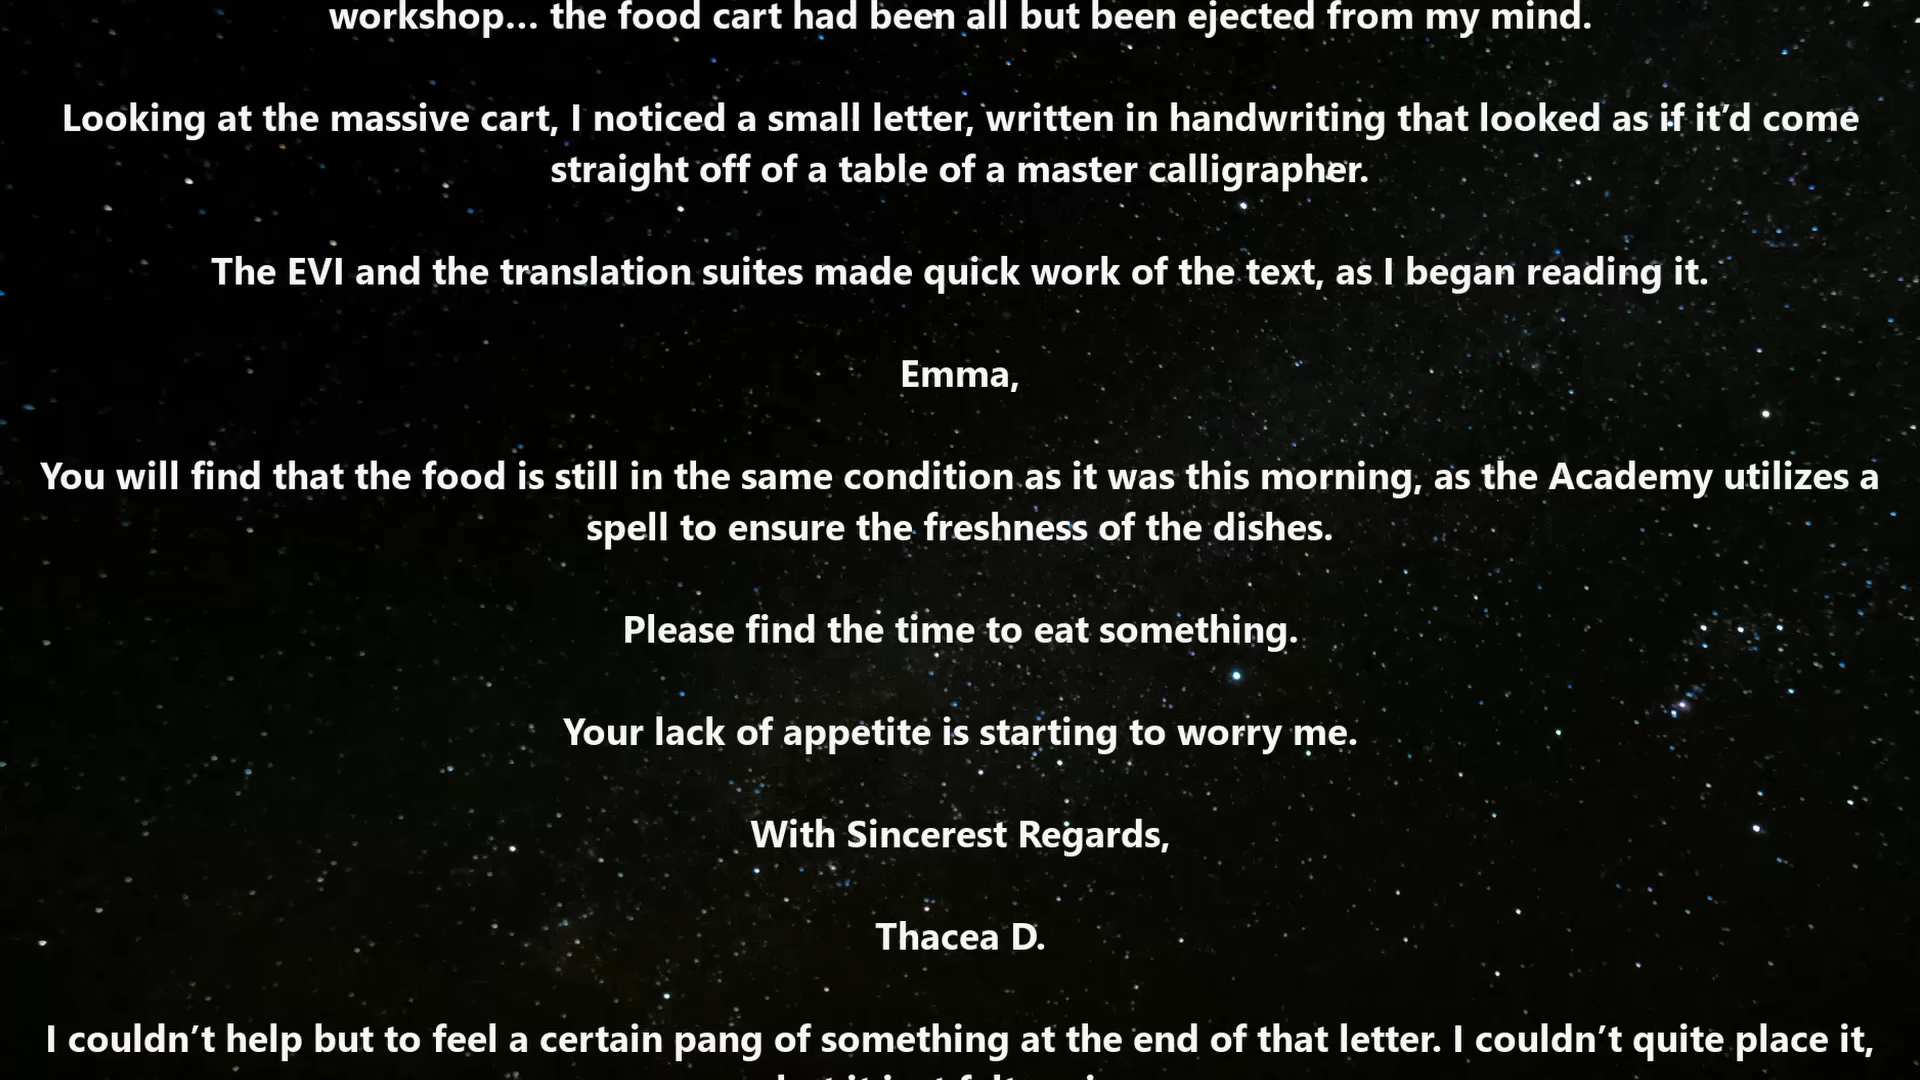 workshop… the food cart had been all but been ejected from my mind.
Looking at the massive cart, I noticed a small letter, written in handwriting that looked as if it’d come
straight off of a table of a master calligrapher.
The EVI and the translation suites made quick work of the text, as I began reading it.
Emma,
You will find that the food is still in the same condition as it was this morning, as the Academy utilizes a
spell to ensure the freshness of the dishes.
Please find the time to eat something.
Your lack of appetite is starting to worry me.
With Sincerest Regards,
Thacea D.
I couldn’t help but to feel a certain pang of something at the end of that letter. I couldn’t quite place it,
but it just felt